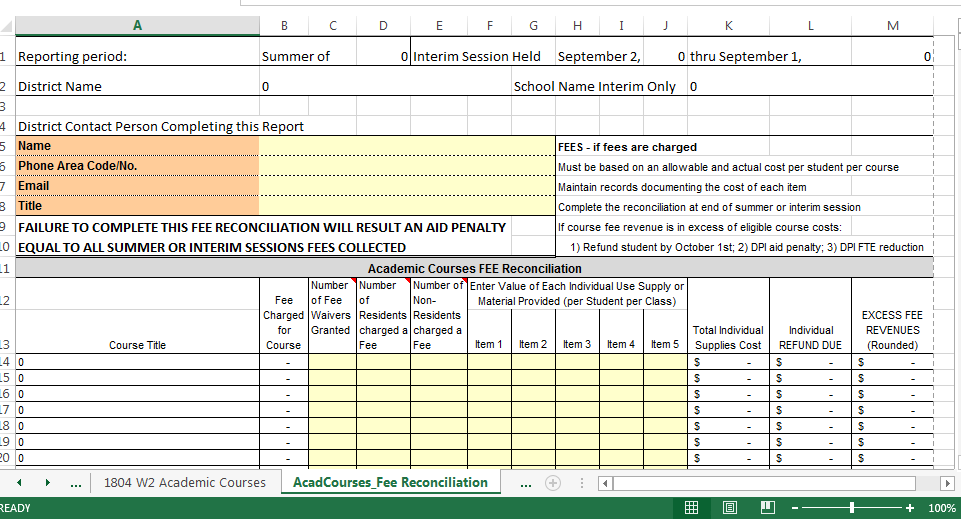 A B C D E F G H I J K L M
1 Reporting period: Summer of 0 Interim Session Held September 2, 0 thru September 1, 0
2 District Name 0 School Name Interim Only 0
3
4 District Contact Person Completing this Report
5 Name FEES - if fees are charged
6 Phone Area Code/No. Must be based on an allowable and actual cost per student per course
7 Email Maintain records documenting the cost of each item
8 Title Complete the reconciliation at end of summer or interim session
9 FAILURE TO COMPLETE THIS FEE RECONCILIATION WILL RESULT AN AID PENALTY If course fee revenue is in excess of eligible course costs:
10 EQUAL TO ALL SUMMER OR INTERIM SESSIONS FEES COLLECTED 1) Refund student by October 1st; 2) DPI aid penalty; 3) DPI FTE reduction
11 Academic Courses FEE Reconciliation
Number Number Number of Enter Value of Each Individual Use Supply or
12 Fee of Fee of Non- Material Provided (per Student per Class)
Charged Waivers Residents Residents EXCESS FEE
for Granted charged a charged a Total Individual Individual REVENUES
13 Course Title Course Fee Fee Item 1 Item 2 Item 3 Item 4 Item 5 Supplies Cost REFUND DUE (Rounded)
14 0 - $ - $ - $ -
15 0 - $ - $ - $ -
16 0 - $ - $ - $ -
17 0 - $ - $ - $ -
18 0 - $ - $ - $ -
19 0 - $ - $ - $ -
20 0 - $ - $ - $ -
... 1804 W2 Academic Courses AcadCourses_Fee Reconciliation ...
READY 100%